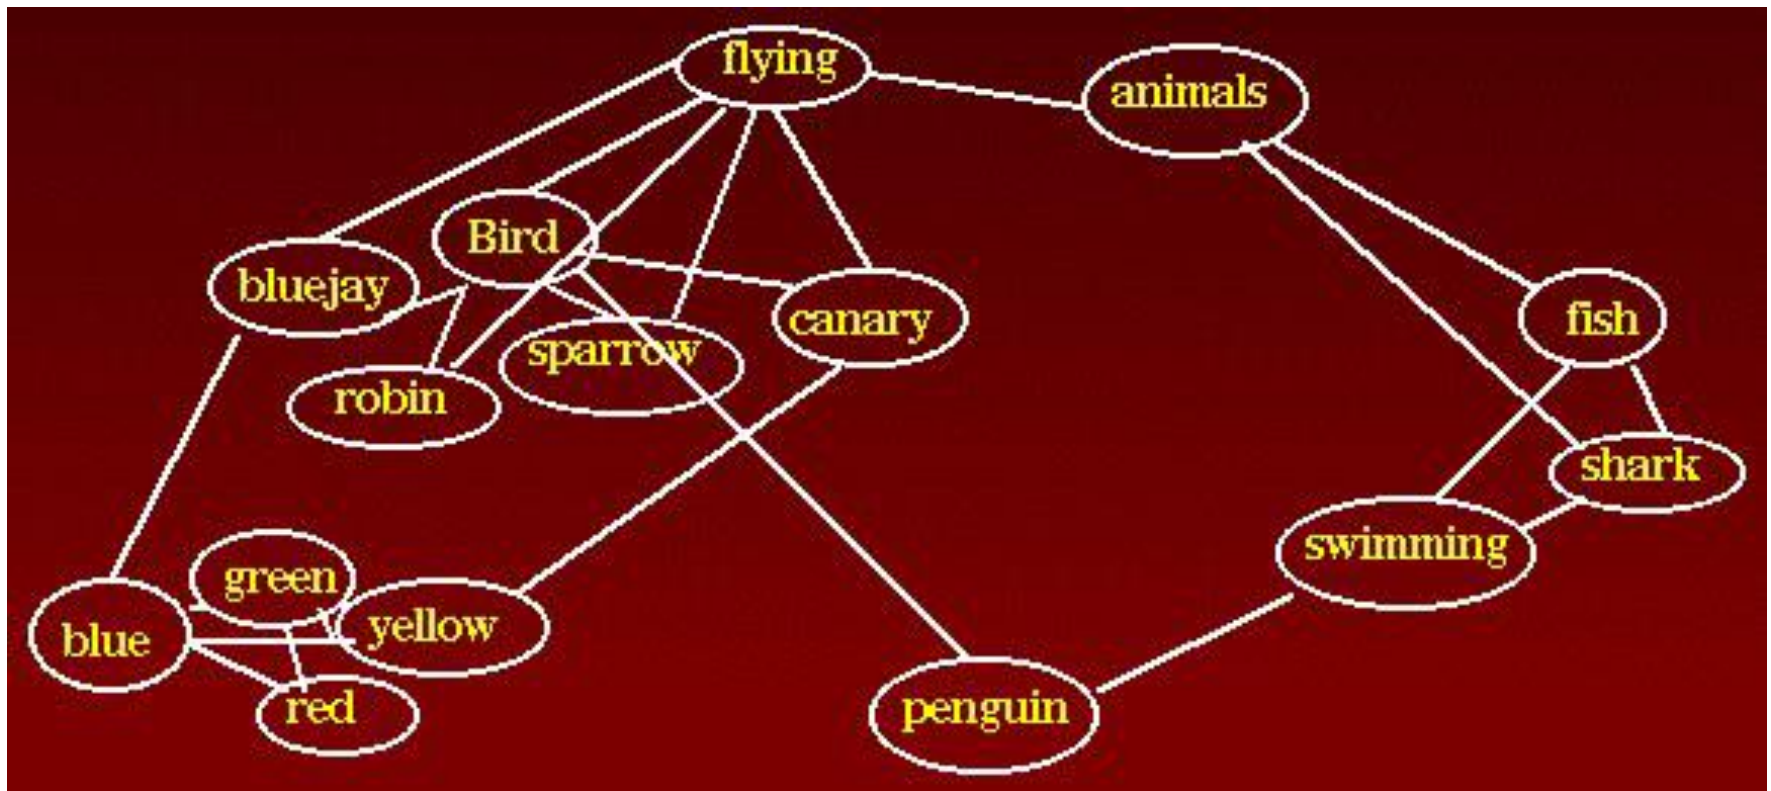 flying
animals
Bird
bluejay
canary
fish
sparrow
robin
shark
swimming
green
yellow
blue
red
penguin